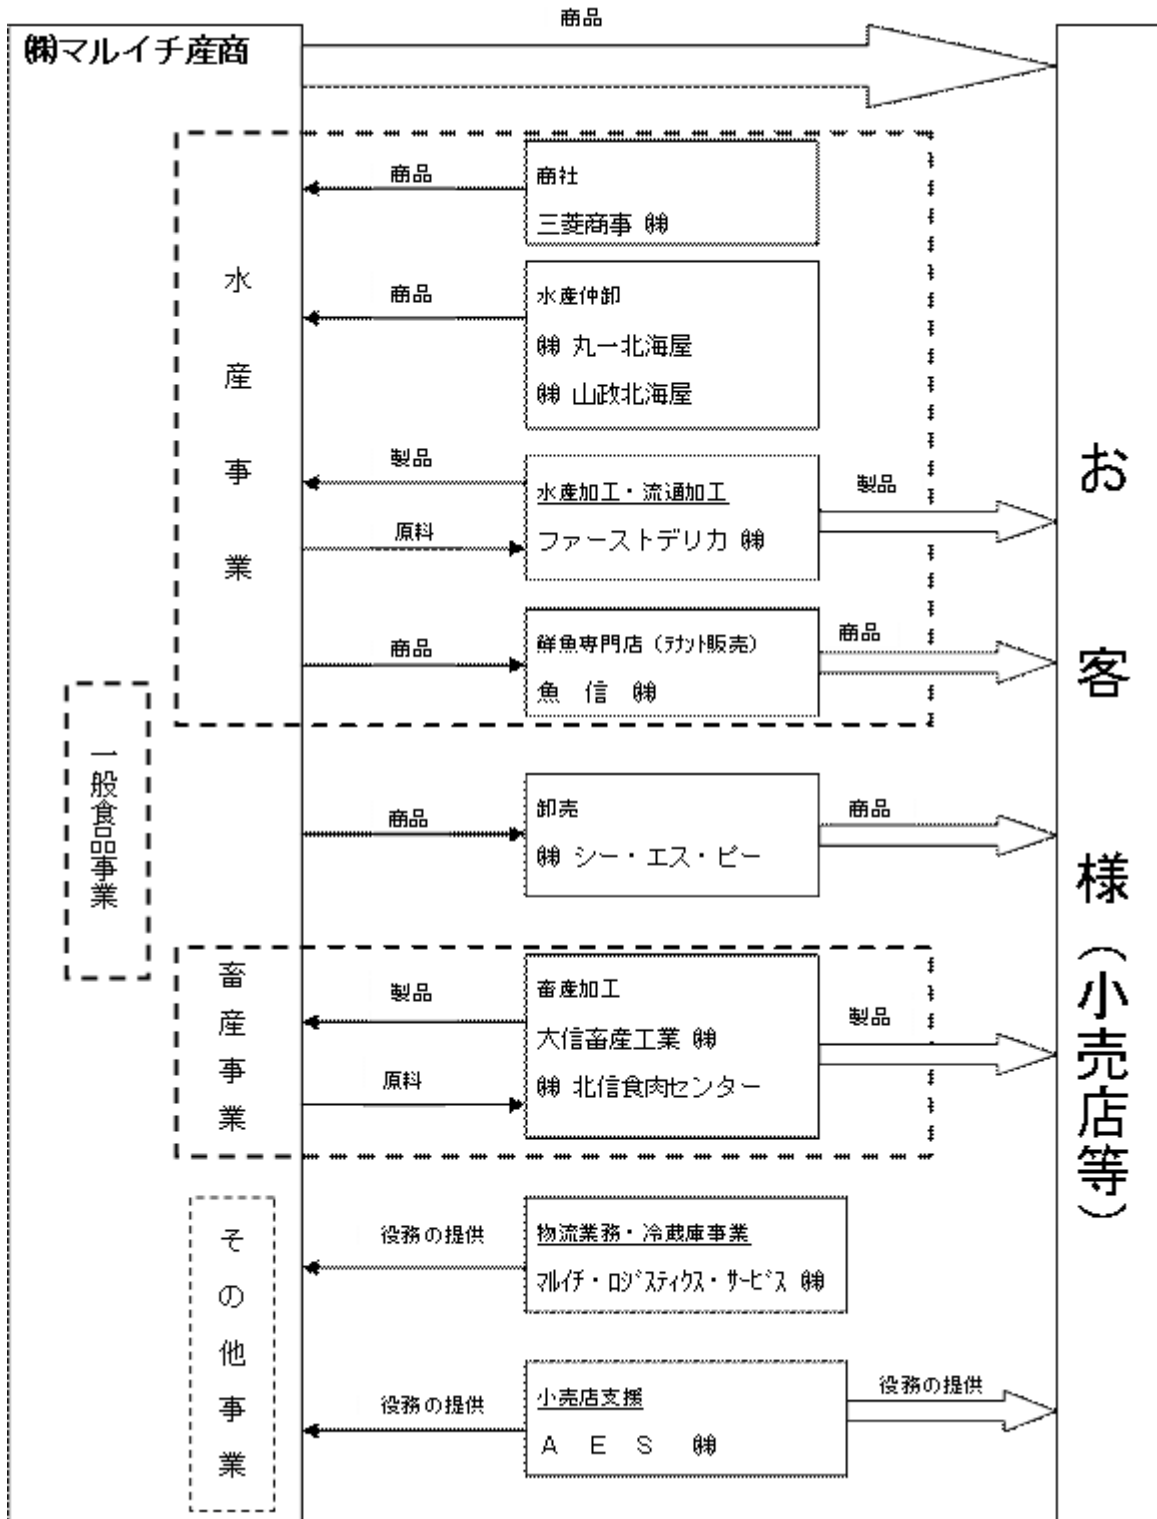 商品
㈱マルイチ産商
商品
商社
三菱商事 ㈱
商品
水産仲卸
㈱ 丸一北海屋
㈱ 山政北海屋
水産事業
製品
水産加工・流通加工
製品
原料
ファーストデリカ ㈱
商品
鮮魚専門店（ﾃﾅﾝﾄ販売）
商品
魚 信 ㈱
一般食品事業
商品
卸売
商品
㈱ シー・エス・ピー
畜産事業
製品
畜産加工
製品
大信畜産工業 ㈱
原料
㈱ 北信食肉センター
お客様（小売店等）
その他事業
役務の提供
物流業務・冷蔵庫事業
ﾏﾙｲﾁ・ﾛｼﾞｽﾃｨｸｽ・ｻｰﾋﾞｽ ㈱
役務の提供
小売店支援
役務の提供
Ａ Ｅ Ｓ ㈱